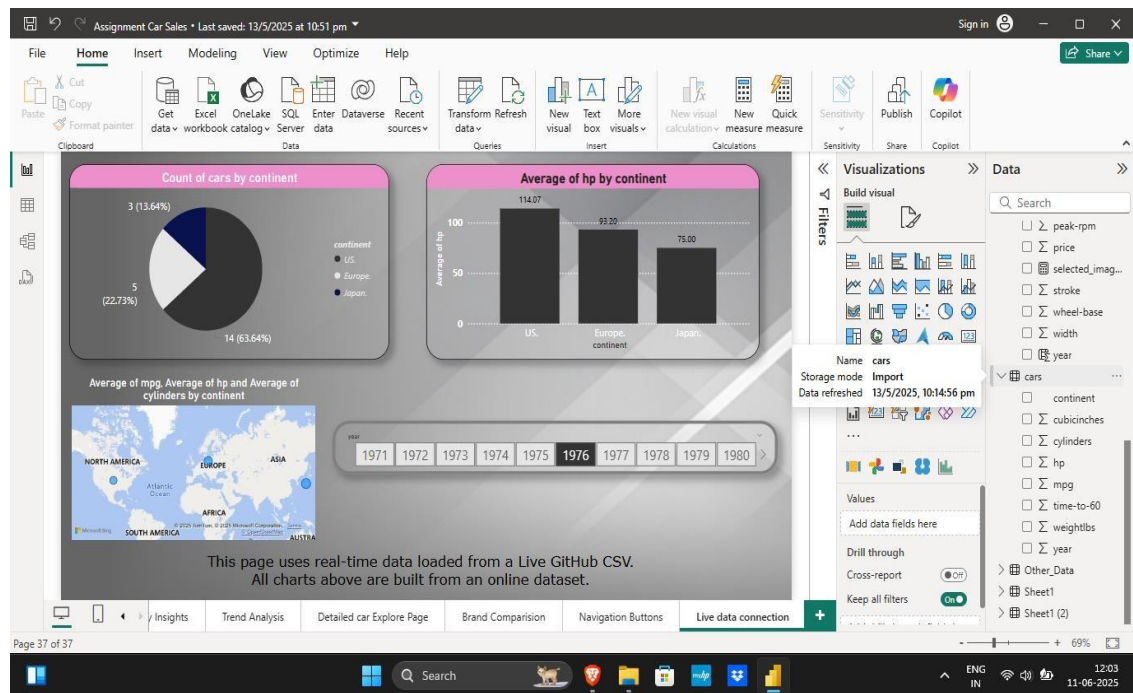 Assignment Car Sales • Last saved: 13/5/2025 at 10:51 pm
Sign in
File Home Insert Modeling View Optimize Help
Share
Paste
Cut
Copy
Format painter
Get data
Excel workbook
OneLake catalog
SQL Server
Enter data
Dataverse
Recent sources
Transform data
Refresh
New visual
Text box
More visuals
New visual calculation
New measure
Quick measure
Sensitivity
Publish
Copilot
Clipboard Data Queries Insert Calculations Sensitivity Share Copilot
Count of cars by continent
3 (13.64%)
5
(22.73%)
14 (63.64%)
continent
US.
Europe.
Japan.
Average of hp by continent
114.07
93.20
75.00
100
50
0
Average of hp
US. Europe. Japan.
continent
Average of mpg, Average of hp and Average of
cylinders by continent
NORTH AMERICA
EUROPE
ASIA
Atlantic
Ocean
AFRICA
SOUTH AMERICA
AUSTRA
Microsoft Bing
year
1971 1972 1973 1974 1975 1976 1977 1978 1979 1980
This page uses real-time data loaded from a Live GitHub CSV.
All charts above are built from an online dataset.
Filters
Visualizations
Build visual
Name cars
Storage mode Import
Data refreshed 13/5/2025, 10:14:56 pm
Values
Add data fields here
Drill through
Cross-report
Off
Keep all filters
On
Data
Search
peak-rpm
price
selected_imag...
stroke
wheel-base
width
year
cars
continent
cubicinches
cylinders
hp
mpg
time-to-60
weightlbs
year
Other_Data
Sheet1
Sheet1 (2)
y Insights
Trend Analysis
Detailed car Explore Page
Brand Comparision
Navigation Buttons
Live data connection
Page 37 of 37
69%
Search
ENG
IN
12:03
11-06-2025